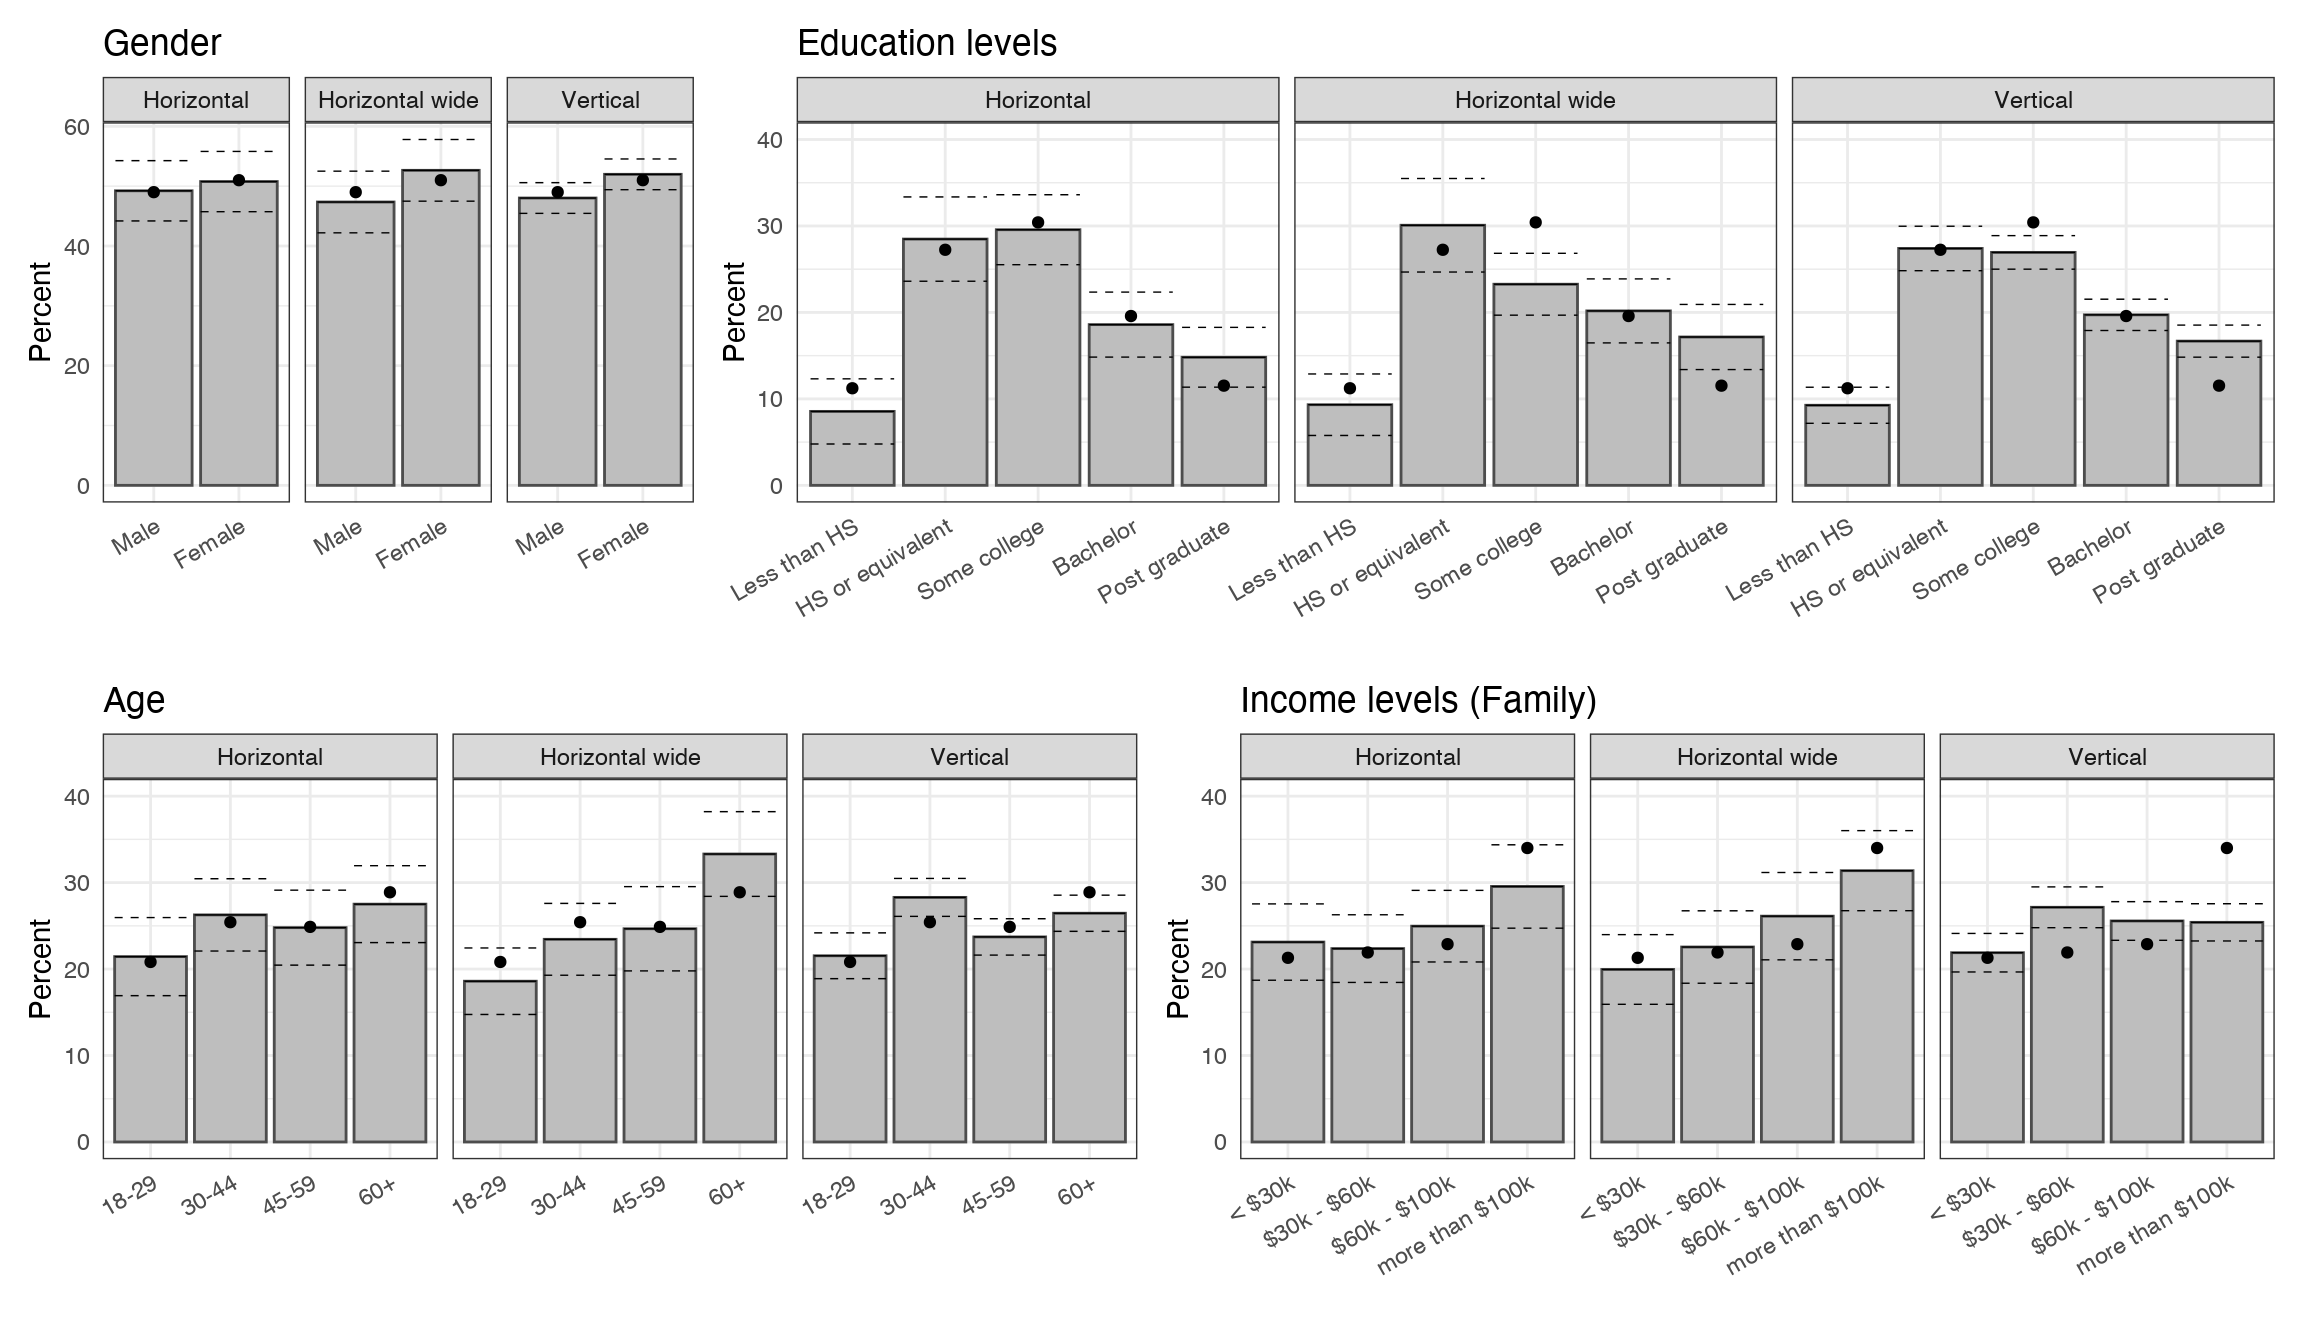 Gender
Education levels
Horizontal
Horizontal wide
Vertical
Horizontal
Horizontal wide
Vertical
Percent
60
40
20
0
Male
Female
Male
Female
Male
Female
Percent
40
30
20
10
0
Less than HS
HS or equivalent
Some college
Bachelor
Post graduate
Less than HS
HS or equivalent
Some college
Bachelor
Post graduate
Less than HS
HS or equivalent
Some college
Bachelor
Post graduate
Age
Income levels (Family)
Horizontal
Horizontal wide
Vertical
Horizontal
Horizontal wide
Vertical
Percent
40
30
20
10
0
18-29
30-44
45-59
60+
18-29
30-44
45-59
60+
18-29
30-44
45-59
60+
Percent
40
30
20
10
0
< $30k
$30k - $60k
$60k - $100k
more than $100k
< $30k
$30k - $60k
$60k - $100k
more than $100k
< $30k
$30k - $60k
$60k - $100k
more than $100k